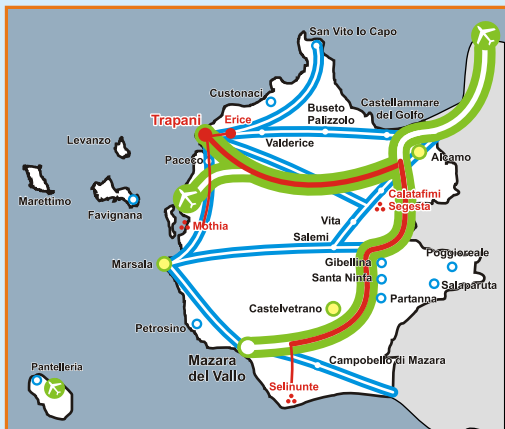 San Vito lo Capo
Custonaci
Trapani
Erice
Buseto
Palizzolo
Castellammare
del Golfo
Levanzo
Valderice
Paceco
Alcamo
Marettimo
Favignana
Calatafimi
Segesta
Vita
Mothia
Salemi
Marsala
Gibellina
Poggioreale
Santa Ninfa
Salaparuta
Partanna
Castelvetrano
Petrosino
Mazara
del Vallo
Campobello di Mazara
Pantelleria
Selinunte